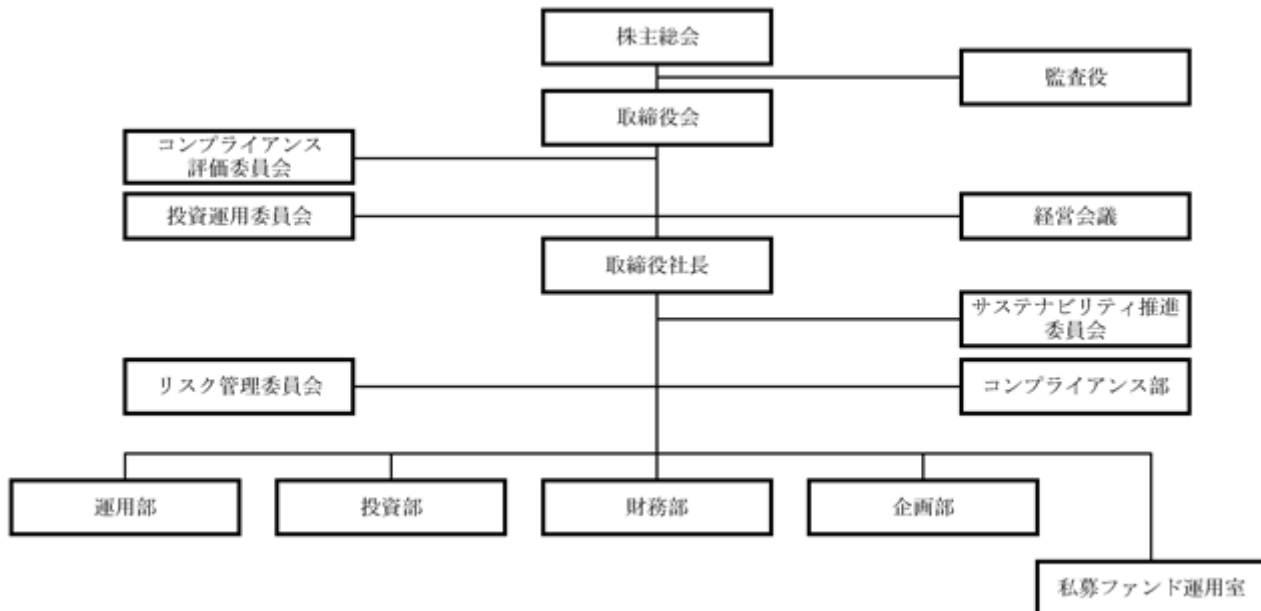 株主総会
監査役
取締役会
コンプライアンス
評価委員会
投資運用委員会
経営会議
取締役社長
サステナビリティ推進
委員会
リスク管理委員会
コンプライアンス部
運用部
投資部
財務部
企画部
私募ファンド運用室